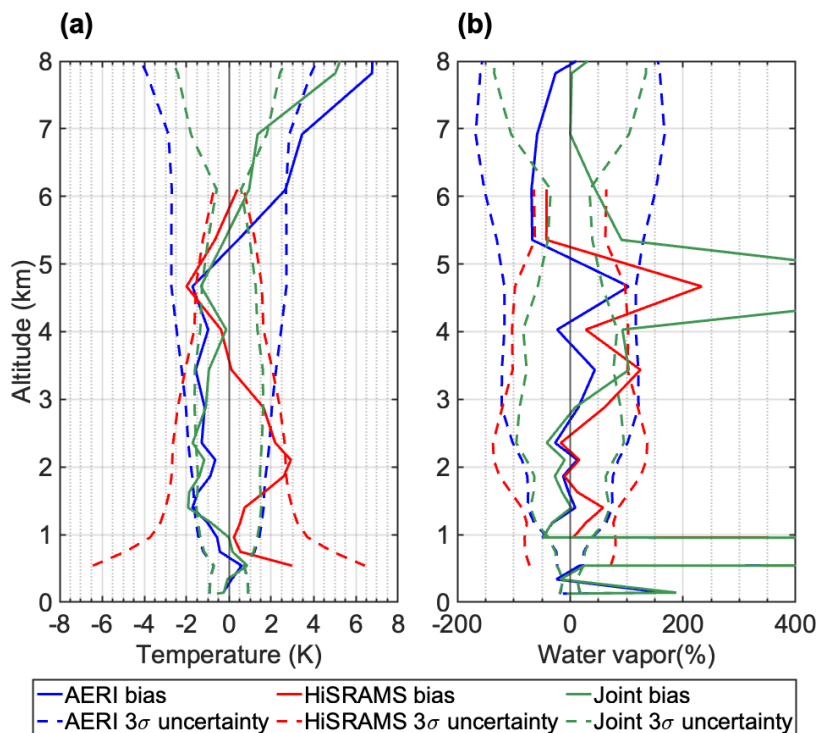 (a) (b)
8 8
7 7
6 6
5 5
4 4
3 3
2 2
1 1
0 0
Altitude (km)
-8 -6 -4 -2 0 2 4 6 8 -200 0 200 400
Temperature (K) Water vapor(%)
AERI bias HiSRAMS bias Joint bias
AERI 3σ uncertainty HiSRAMS 3σ uncertainty Joint 3σ uncertainty